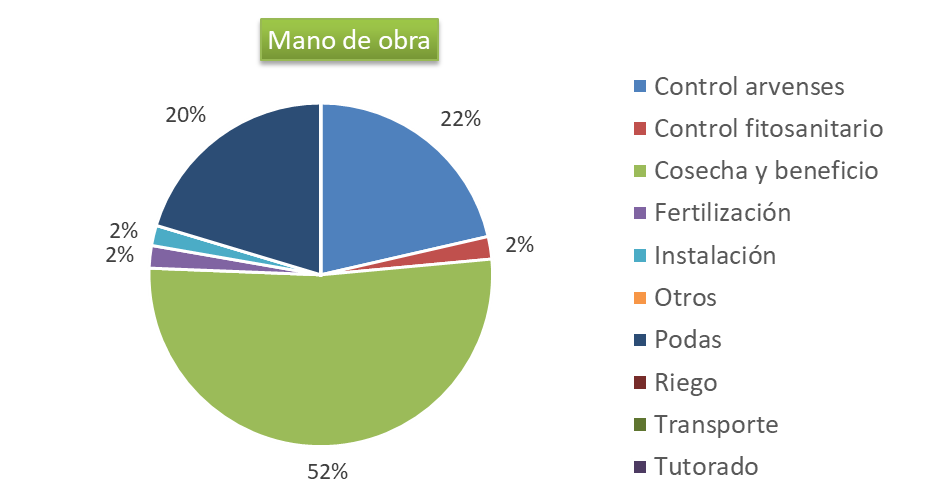 Mano de obra
20%
22%
2%
2%
2%
52%
Control arvenses
Control fitosanitario
Cosecha y beneficio
Fertilización
Instalación
Otros
Podas
Riego
Transporte
Tutorado